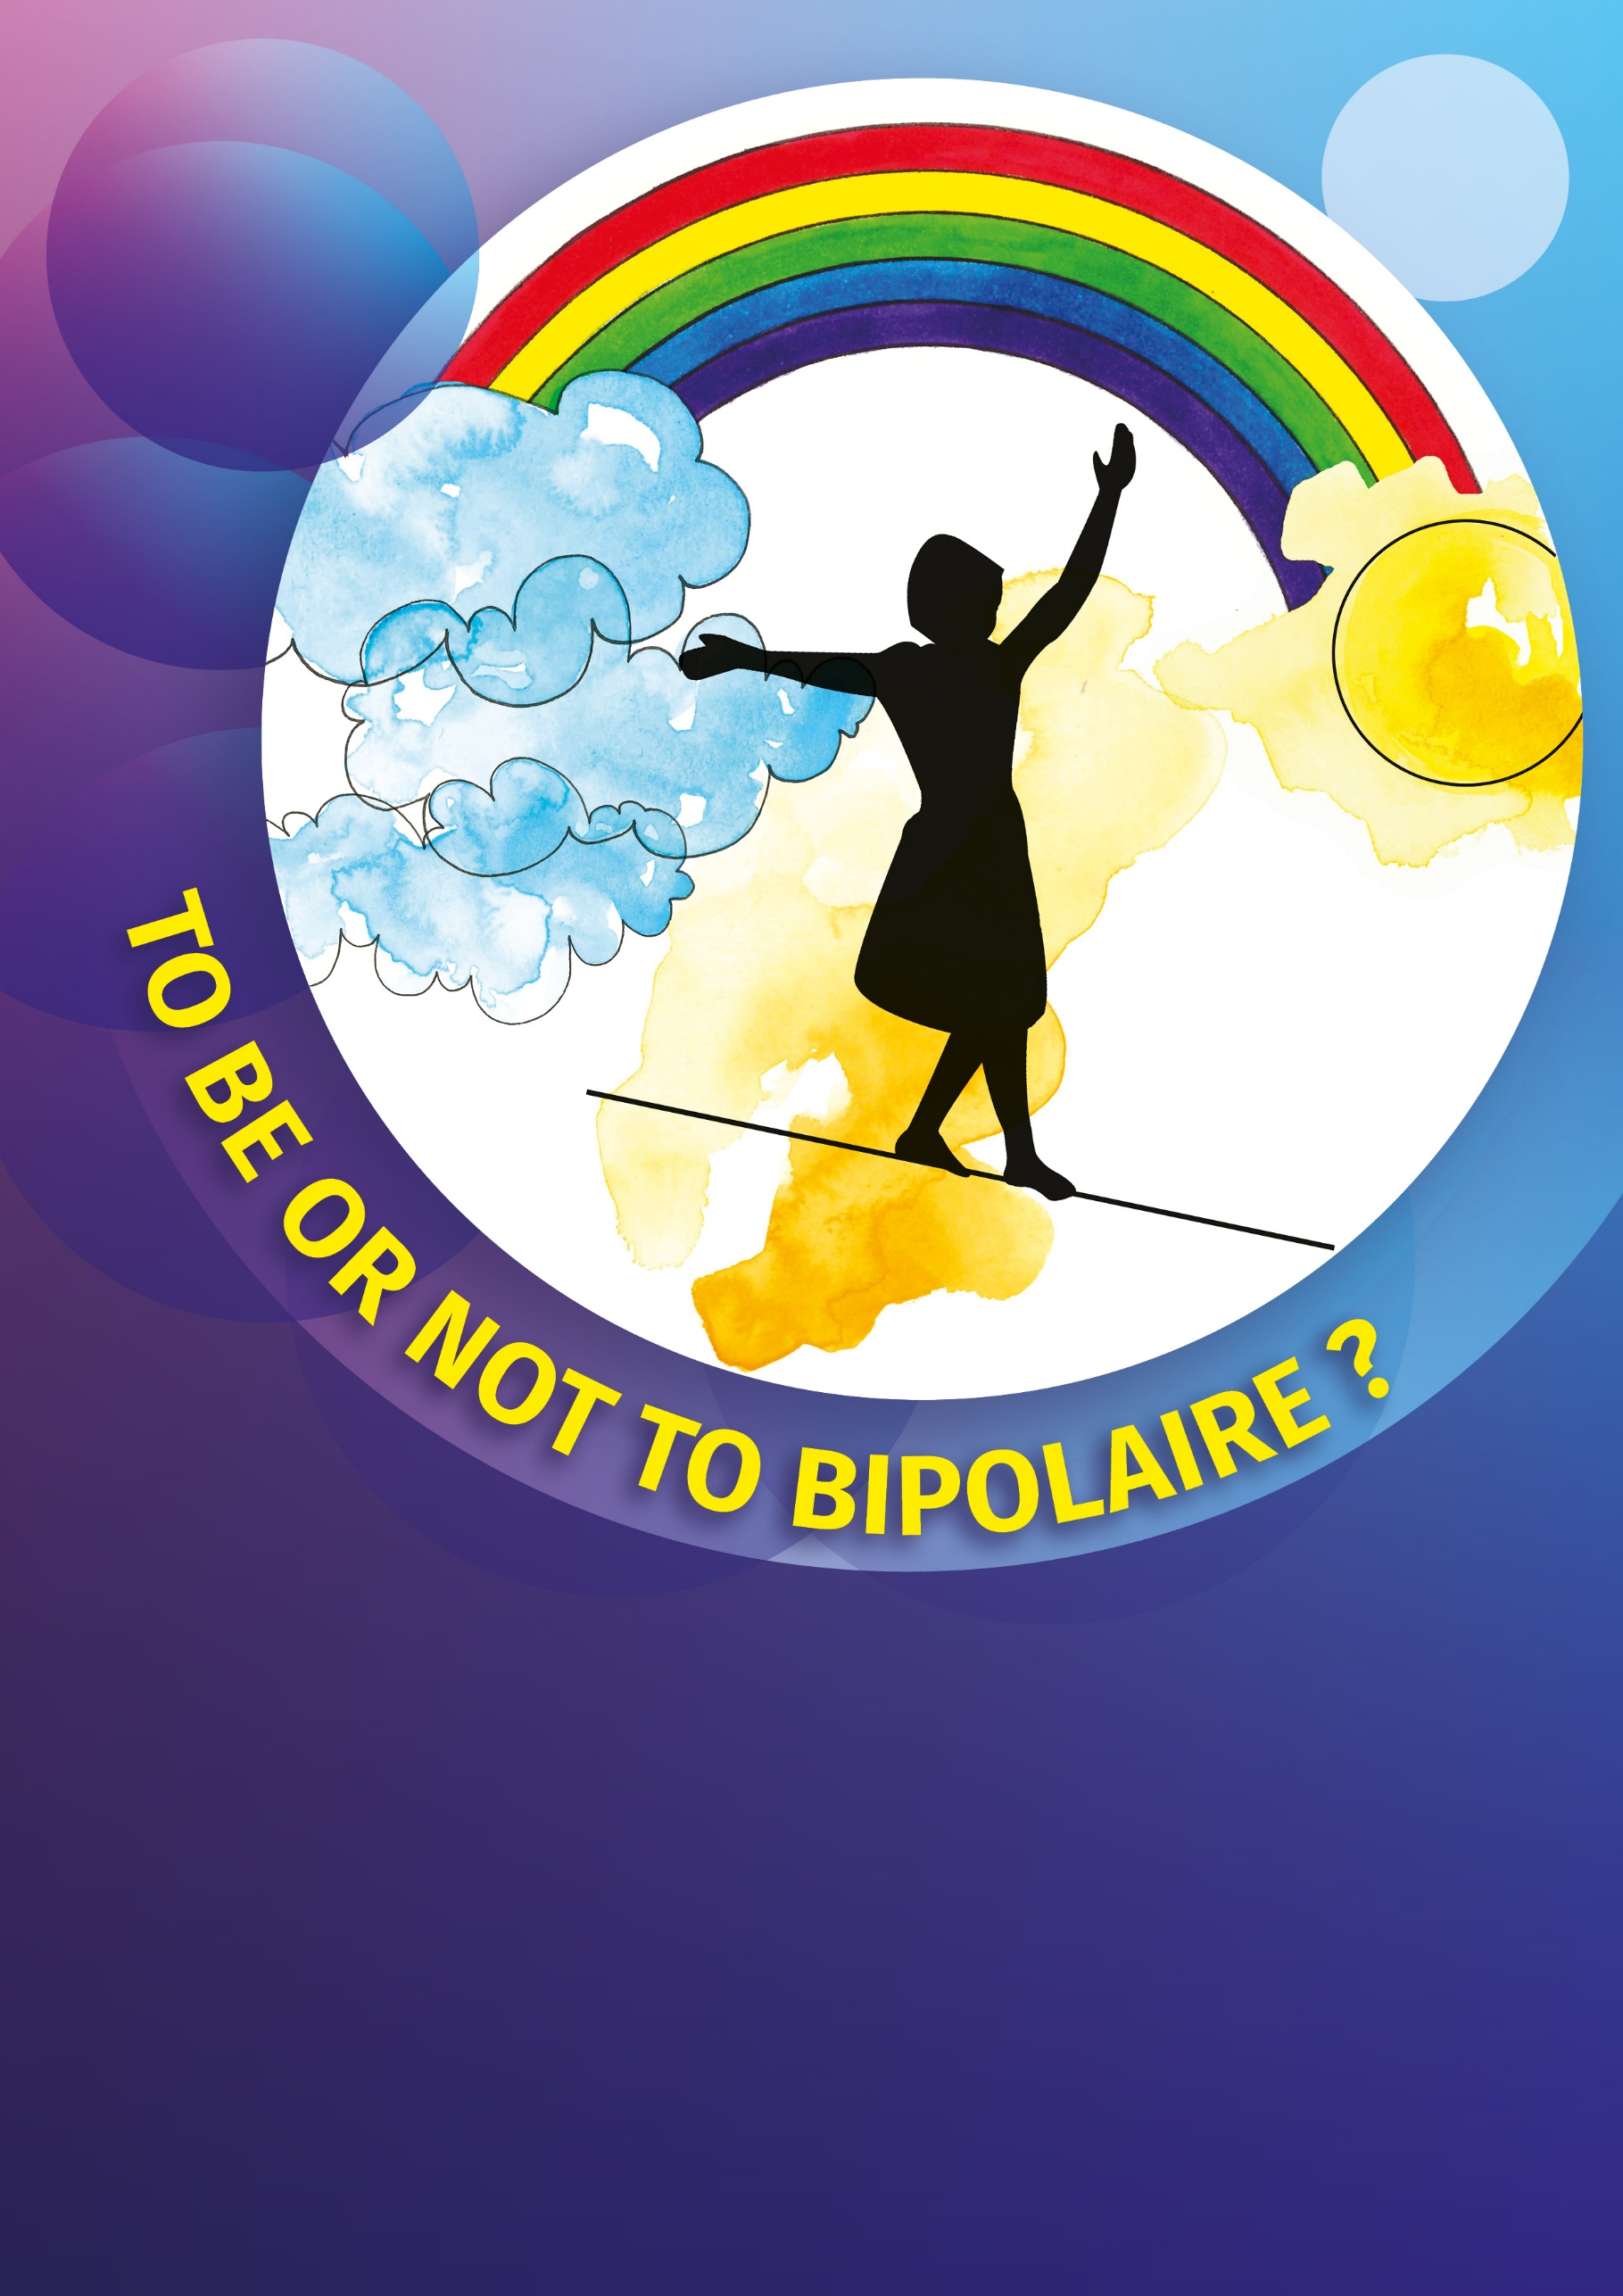 TO BE OR NOT TO BIPOLAIRE ?